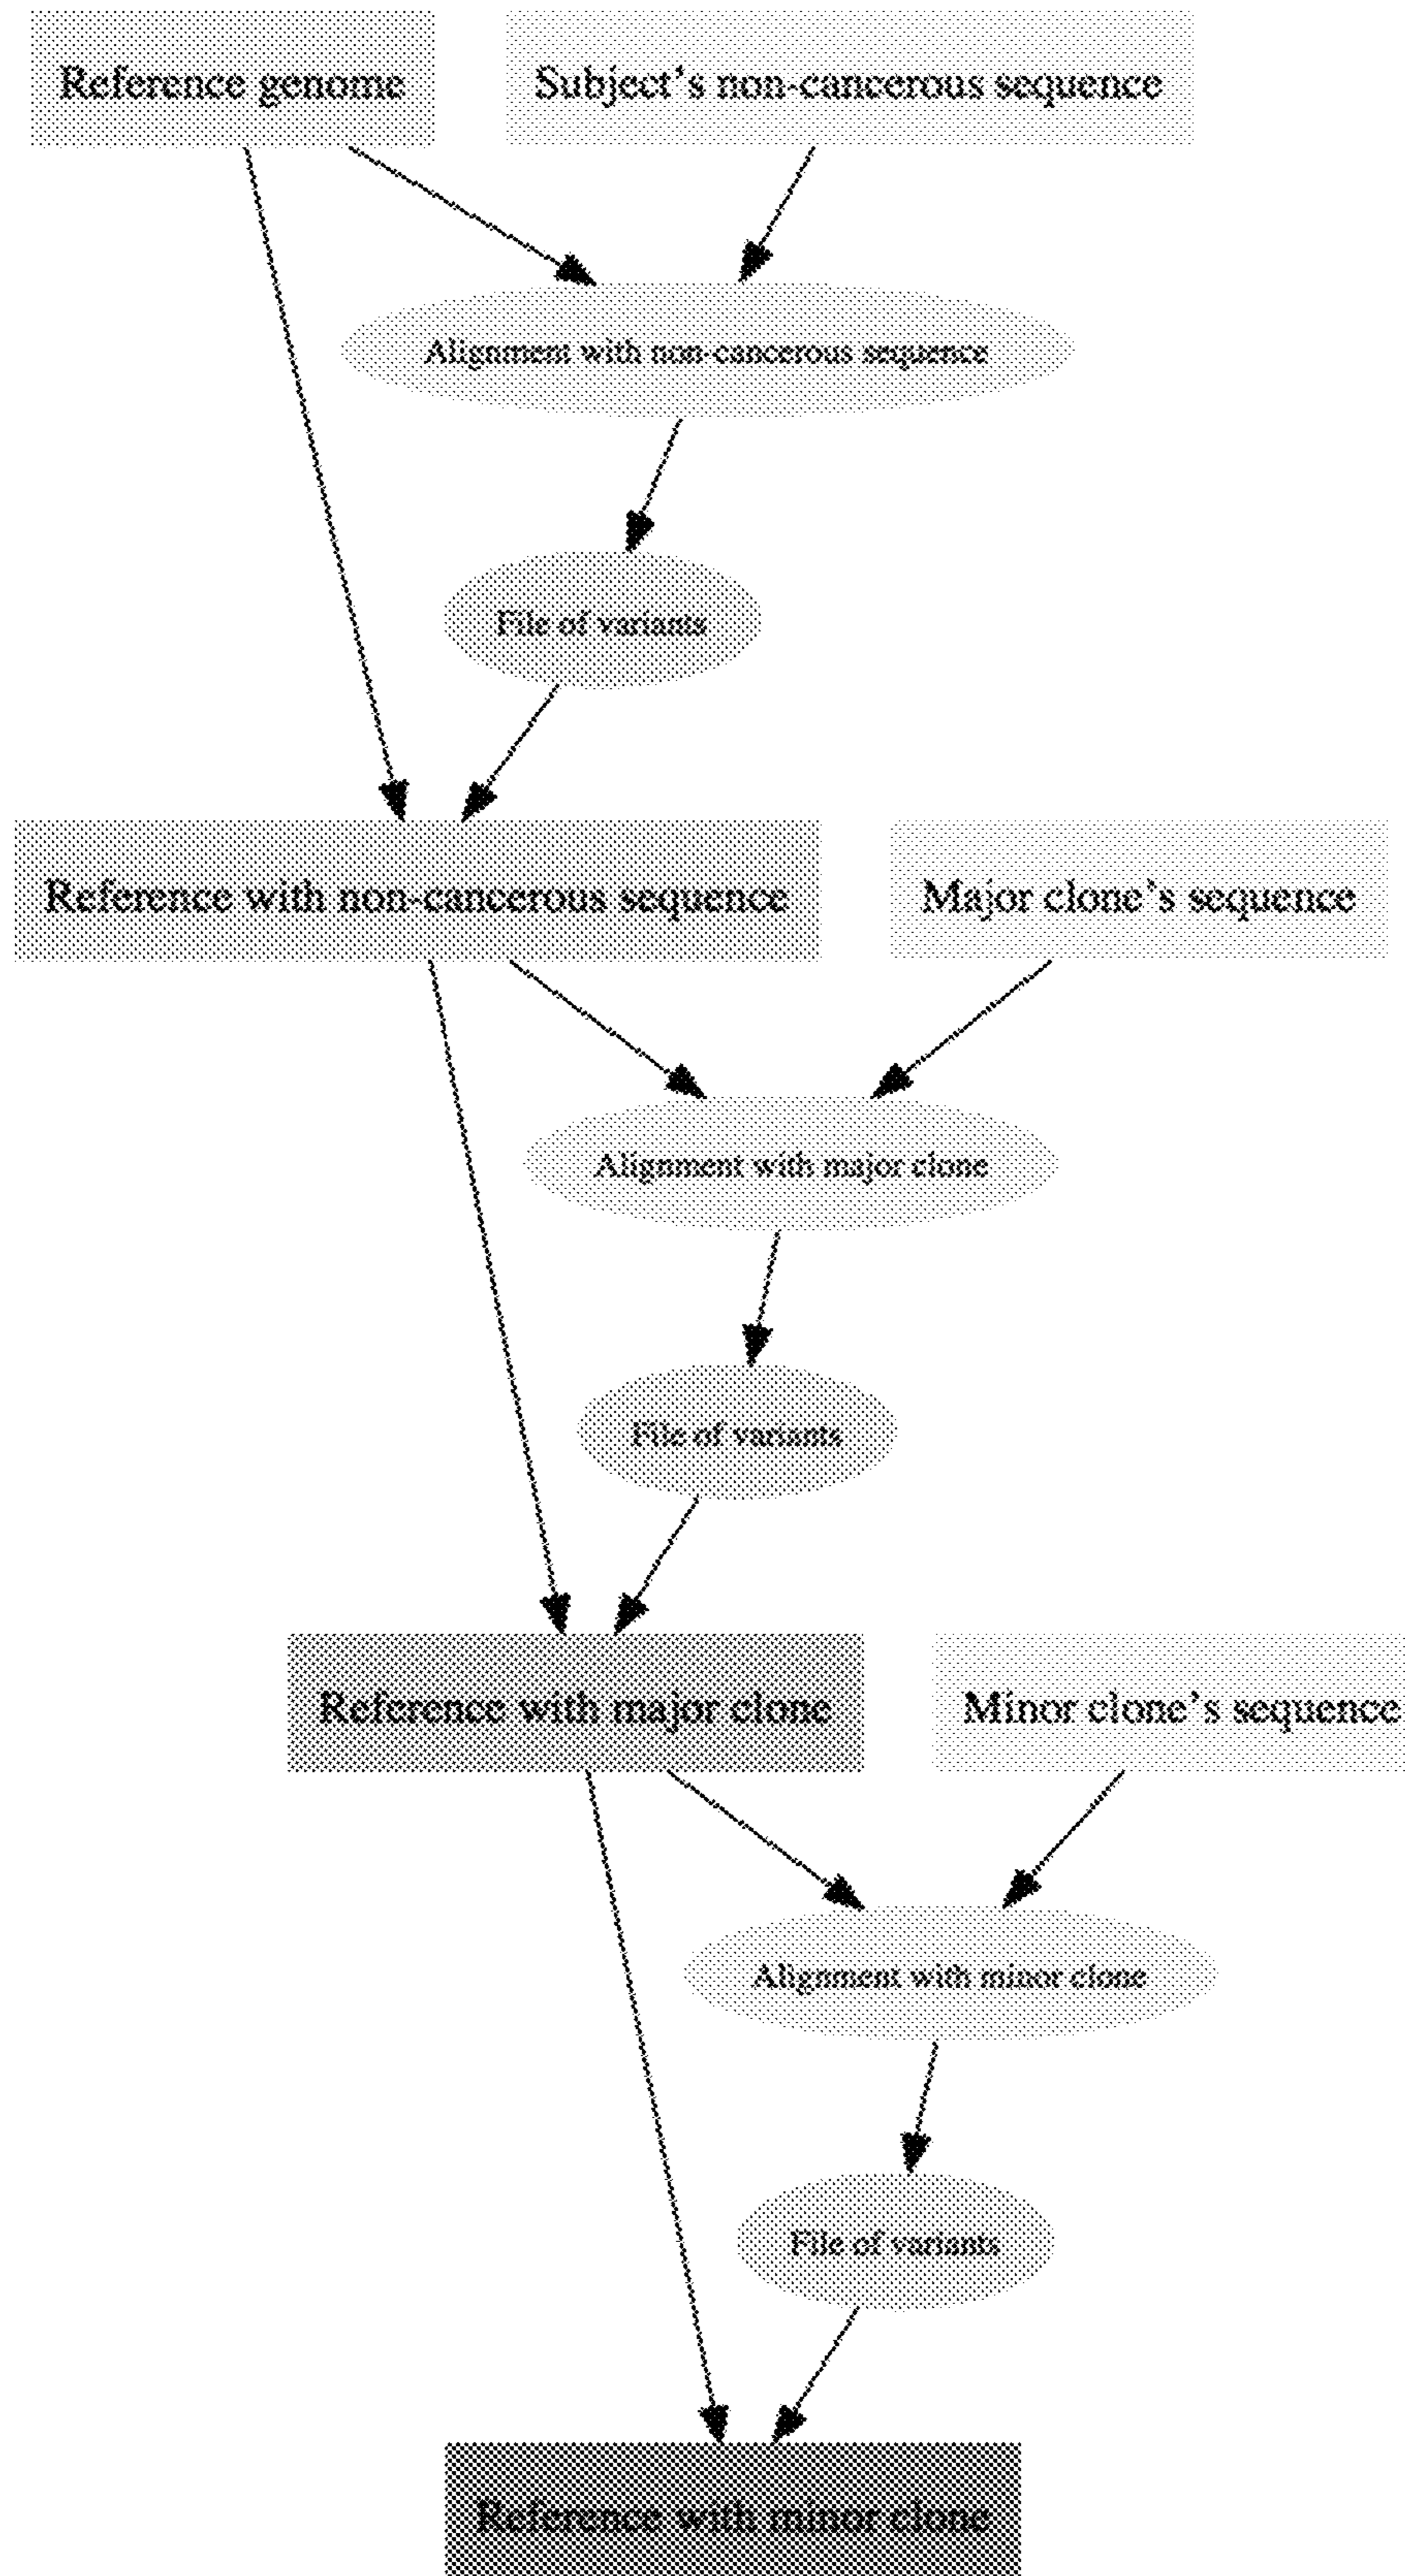 Reference genome
Subject's non-cancerous sequence
Alignment with non-cancerous sequence
File of variants
Reference with non-cancerous sequence
Major clone's sequence
Alignment with major clone
File of variants
Reference with major clone
Minor clone's sequence
Alignment with minor clone
File of variants
Reference with minor clone